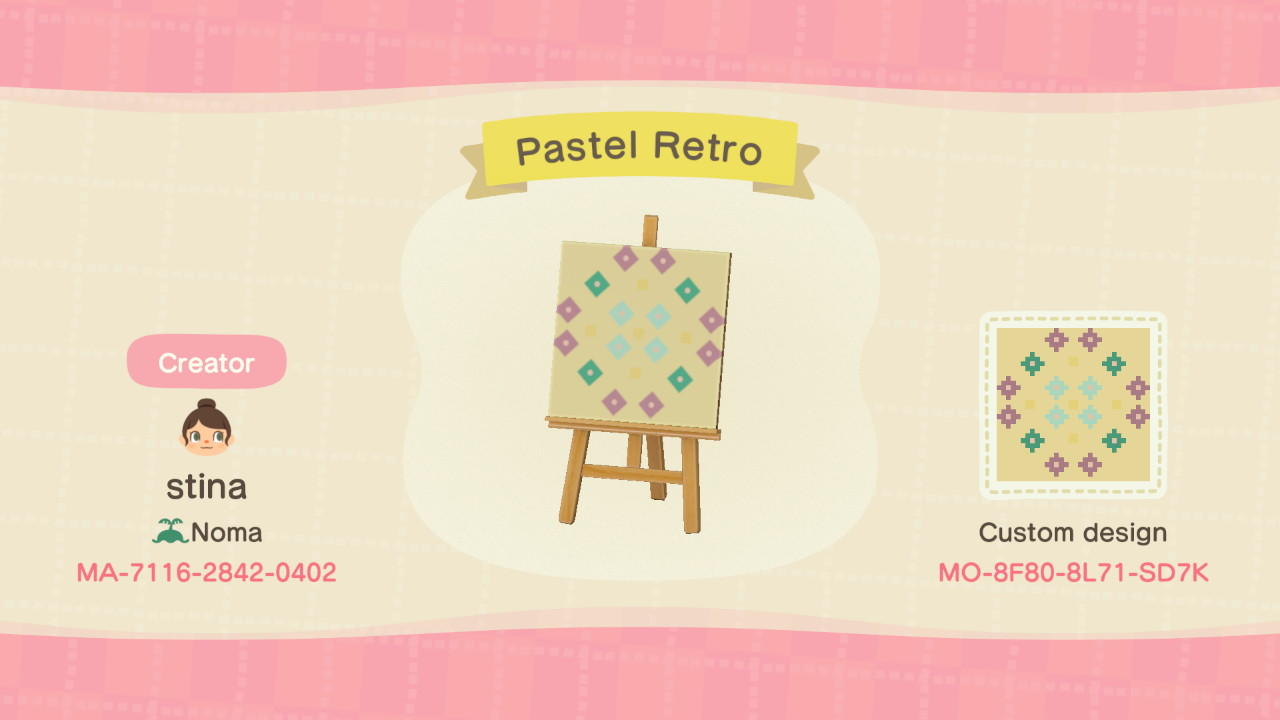 Pastel Retro
Creator
stina
Noma
MA-7116-2842-0402
Custom design
MO-8F80-8L71-SD7K